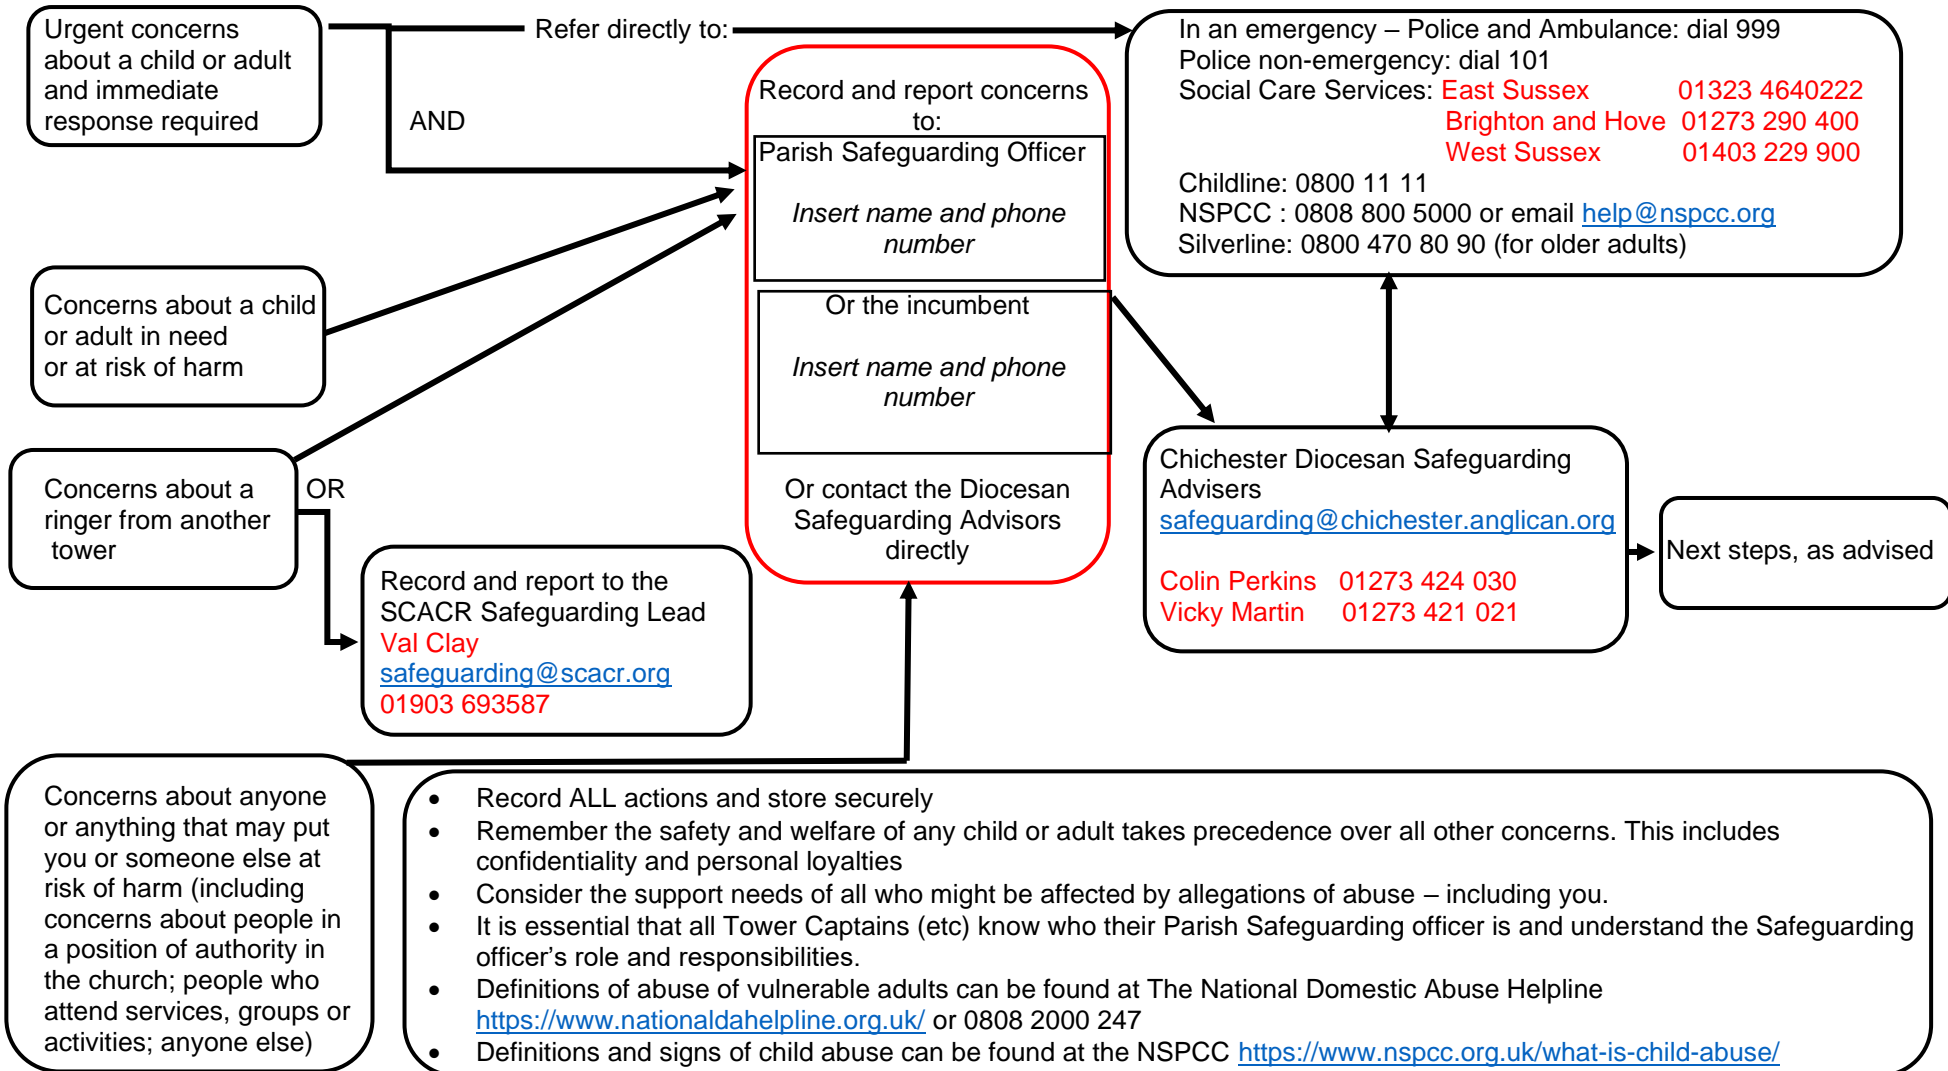 Urgent concerns
about a child or adult
and immediate
response required
Refer directly to:
AND
In an emergency – Police and Ambulance: dial 999
Police non-emergency: dial 101
Social Care Services: East Sussex 01323 4640222
Brighton and Hove 01273 290 400
West Sussex 01403 229 900
Childline: 0800 11 11
NSPCC : 0808 800 5000 or email help@nspcc.org
Silverline: 0800 470 80 90 (for older adults)
Record and report concerns
to:
Parish Safeguarding Officer
Insert name and phone
number
Or the incumbent
Insert name and phone
number
Or contact the Diocesan
Safeguarding Advisors
directly
Concerns about a child
or adult in need
or at risk of harm
Concerns about a
ringer from another
tower
OR
Record and report to the
SCACR Safeguarding Lead
Val Clay
safeguarding@scacr.org
01903 693587
Chichester Diocesan Safeguarding
Advisers
safeguarding@chichester.anglican.org
Colin Perkins 01273 424 030
Vicky Martin 01273 421 021
Next steps, as advised
Concerns about anyone
or anything that may put
you or someone else at
risk of harm (including
concerns about people in
a position of authority in
the church; people who
attend services, groups or
activities; anyone else)
• Record ALL actions and store securely
• Remember the safety and welfare of any child or adult takes precedence over all other concerns. This includes
confidentiality and personal loyalties
• Consider the support needs of all who might be affected by allegations of abuse – including you.
• It is essential that all Tower Captains (etc) know who their Parish Safeguarding officer is and understand the Safeguarding
officer’s role and responsibilities.
• Definitions of abuse of vulnerable adults can be found at The National Domestic Abuse Helpline
https://www.nationaldahelpline.org.uk/ or 0808 2000 247
• Definitions and signs of child abuse can be found at the NSPCC https://www.nspcc.org.uk/what-is-child-abuse/